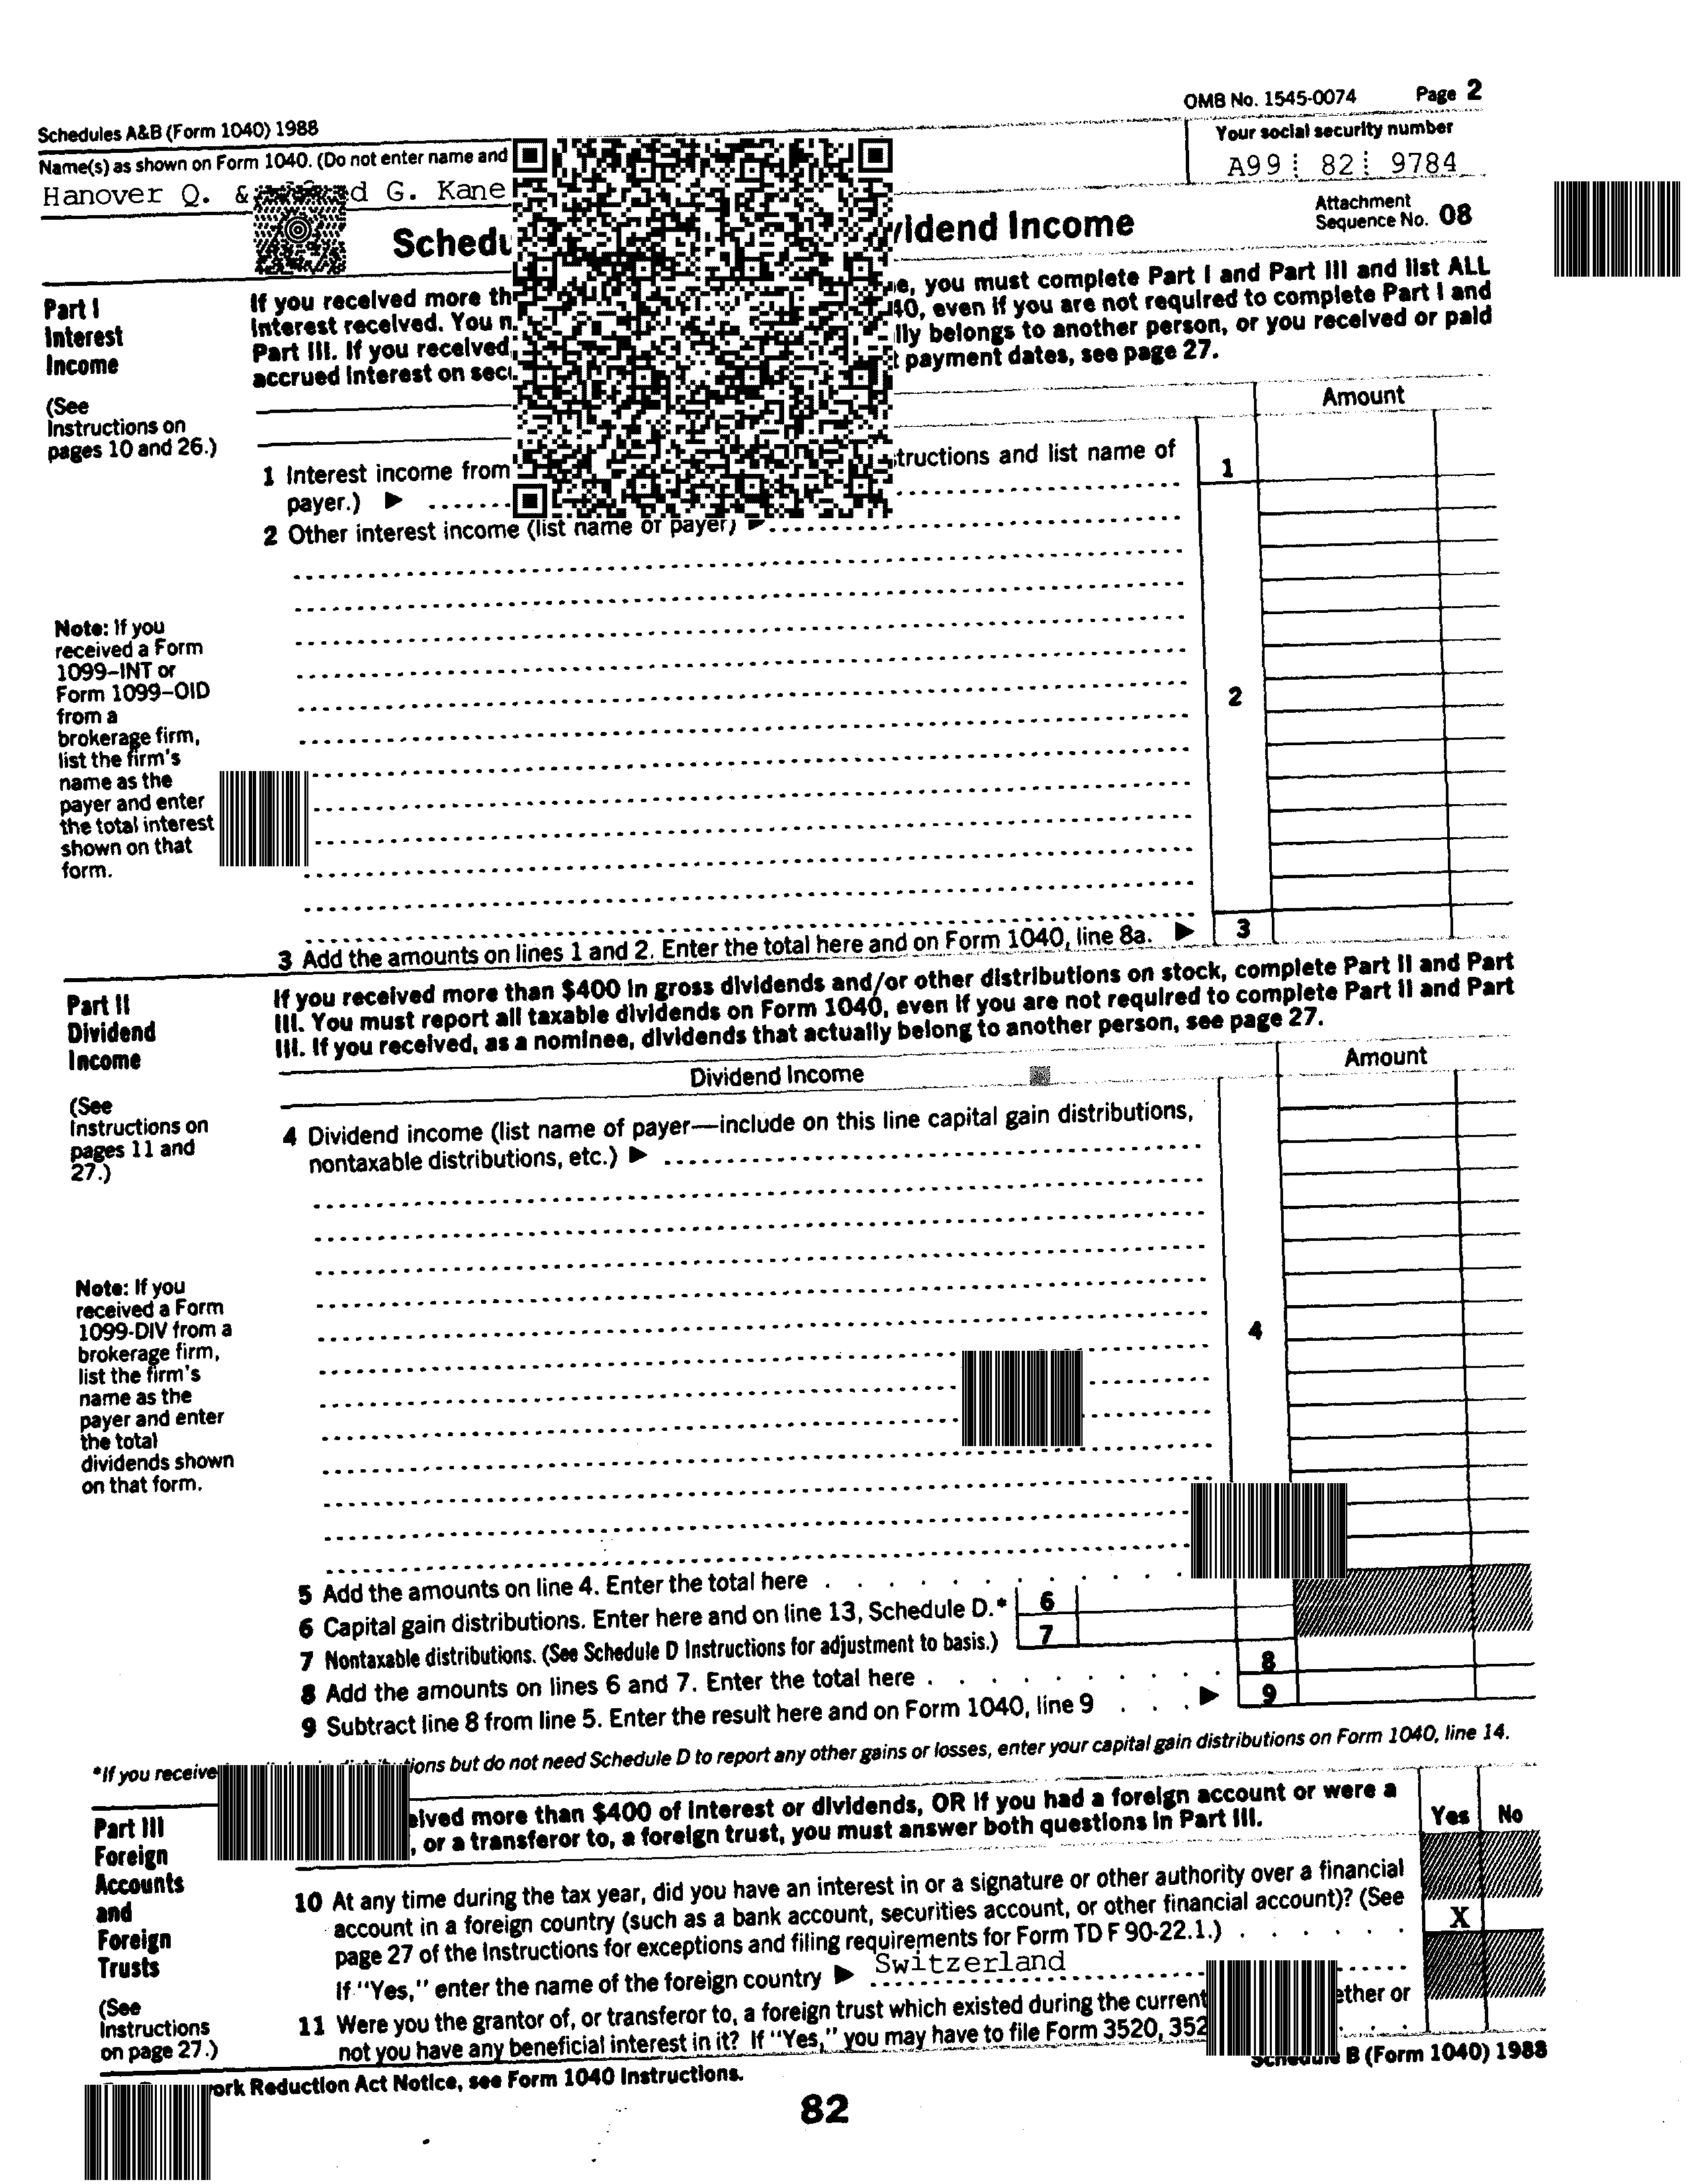 Schedules A&B (Form 1040) 1988
OMB No. 1545-0074 Page 2
Name(s) as shown on Form 1040. (Do not enter name and
Your social security number
Hanover Q. & d G. Kane
A99 82 9784
vidend Income
Attachment
Sequence No. 08
Part I
Interest
Income
(See
Instructions on
pages 10 and 26.)
If you received more th e, you must complete Part I and Part III and list ALL
Interest received. You 40, even if you are not required to complete Part I and
Part III. If you received lly belongs to another person, or you received or paid
accrued interest on payment dates, see page 27.
Amount
1 Interest income from structions and list name of
payer.) ▶
1
2 Other interest income (list name of payer) ▶
Note: If you
received a Form
1099-INT or
Form 1099-OID
from a
brokerage firm,
list the firm's
name as the
payer and enter
the total interest
shown on that
form.
2
3 Add the amounts on lines 1 and 2. Enter the total here and on Form 1040, line 8a. ▶ 3
Part II
Dividend
Income
(See
Instructions on
pages 11 and
27.)
If you received more than $400 in gross dividends and/or other distributions on stock, complete Part II and Part
III. You must report all taxable dividends on Form 1040, even if you are not required to complete Part II and Part
III. If you received, as a nominee, dividends that actually belong to another person, see page 27.
Dividend Income
Amount
4 Dividend income (list name of payer—include on this line capital gain distributions,
nontaxable distributions, etc.) ▶
Note: If you
received a Form
1099-DIV from a
brokerage firm,
list the firm's
name as the
payer and enter
the total
dividends shown
on that form.
4
5 Add the amounts on line 4. Enter the total here
6 Capital gain distributions. Enter here and on line 13, Schedule D.* 6
7 Nontaxable distributions. (See Schedule D Instructions for adjustment to basis.) 7
8 Add the amounts on lines 6 and 7. Enter the total here 8
9 Subtract line 8 from line 5. Enter the result here and on Form 1040, line 9 ▶ 9
*If you receive tions but do not need Schedule D to report any other gains or losses, enter your capital gain distributions on Form 1040, line 14.
Part III
Foreign
Accounts
and
Foreign
Trusts
(See
Instructions
on page 27.)
eived more than $400 of interest or dividends, OR if you had a foreign account or were a
, or a transferor to, a foreign trust, you must answer both questions in Part III.
Yes No
10 At any time during the tax year, did you have an interest in or a signature or other authority over a financial
account in a foreign country (such as a bank account, securities account, or other financial account)? (See
page 27 of the Instructions for exceptions and filing requirements for Form TD F 90-22.1.) X
If "Yes," enter the name of the foreign country ▶ Switzerland
11 Were you the grantor of, or transferor to, a foreign trust which existed during the current ether or
not you have any beneficial interest in it? If "Yes," you may have to file Form 3520, 352
ork Reduction Act Notice, see Form 1040 Instructions.
Schedule B (Form 1040) 1988
82